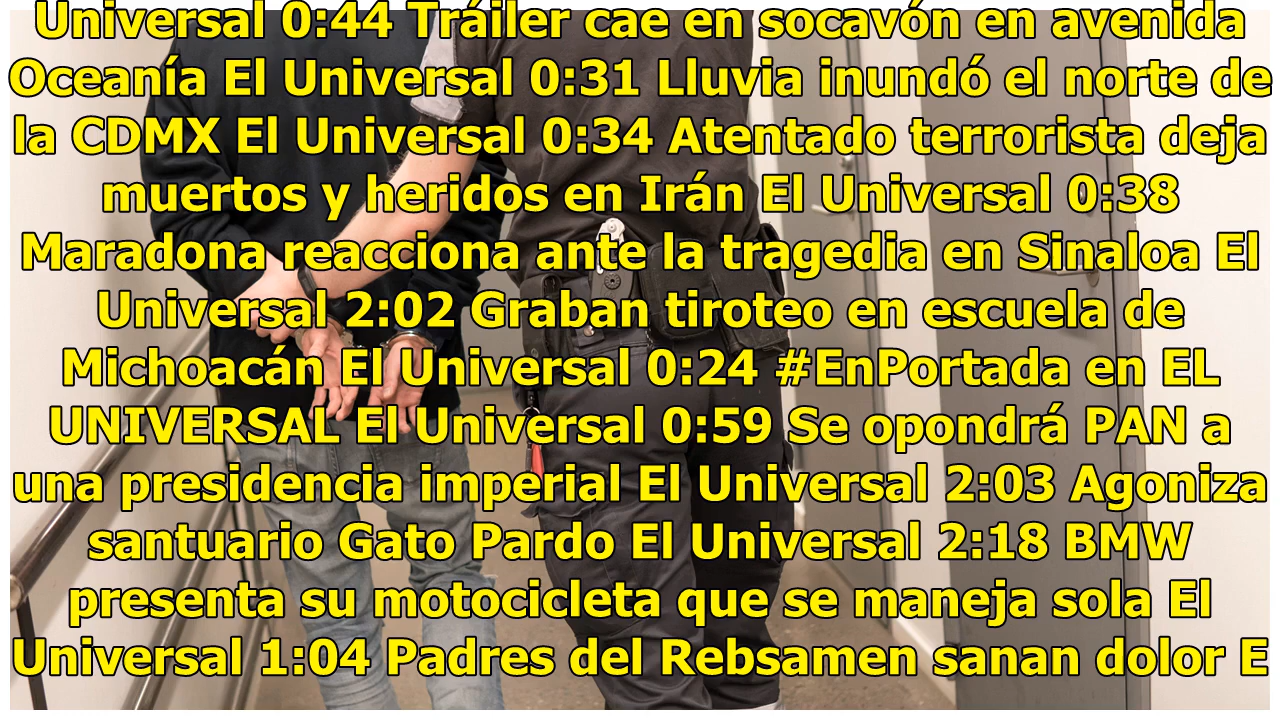 Universal 0:44 Tráiler cae en socavón en avenida
Oceanía El Universal 0:31 Lluvia inundó el norte de
la CDMX El Universal 0:34 Atentado terrorista deja
muertos y heridos en Irán El Universal 0:38
Maradona reacciona ante la tragedia en Sinaloa El
Universal 2:02 Graban tiroteo en escuela de
Michoacán El Universal 0:24 #EnPortada en EL
UNIVERSAL El Universal 0:59 Se opondrá PAN a
una presidencia imperial El Universal 2:03 Agoniza
santuario Gato Pardo El Universal 2:18 BMW
presenta su motocicleta que se maneja sola El
Universal 1:04 Padres del Rebsamen sanan dolor E